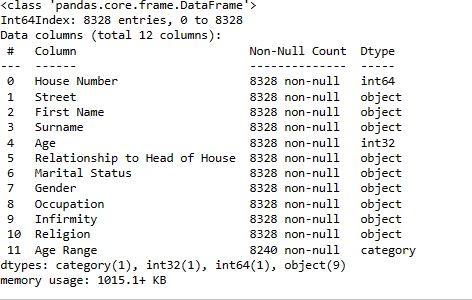 <class 'pandas.core.frame.DataFrame'>
Int64Index: 8328 entries, 0 to 8328
Data columns (total 12 columns):
 #   Column                        Non-Null Count  Dtype
---  ------                        --------------  -----
 0   House Number                  8328 non-null   int64
 1   Street                        8328 non-null   object
 2   First Name                    8328 non-null   object
 3   Surname                       8328 non-null   object
 4   Age                           8328 non-null   int32
 5   Relationship to Head of House  8328 non-null   object
 6   Marital Status                8328 non-null   object
 7   Gender                        8328 non-null   object
 8   Occupation                    8328 non-null   object
 9   Infirmity                     8328 non-null   object
 10  Religion                      8328 non-null   object
 11  Age Range                     8240 non-null   category
dtypes: category(1), int32(1), int64(1), object(9)
memory usage: 1015.1+ KB